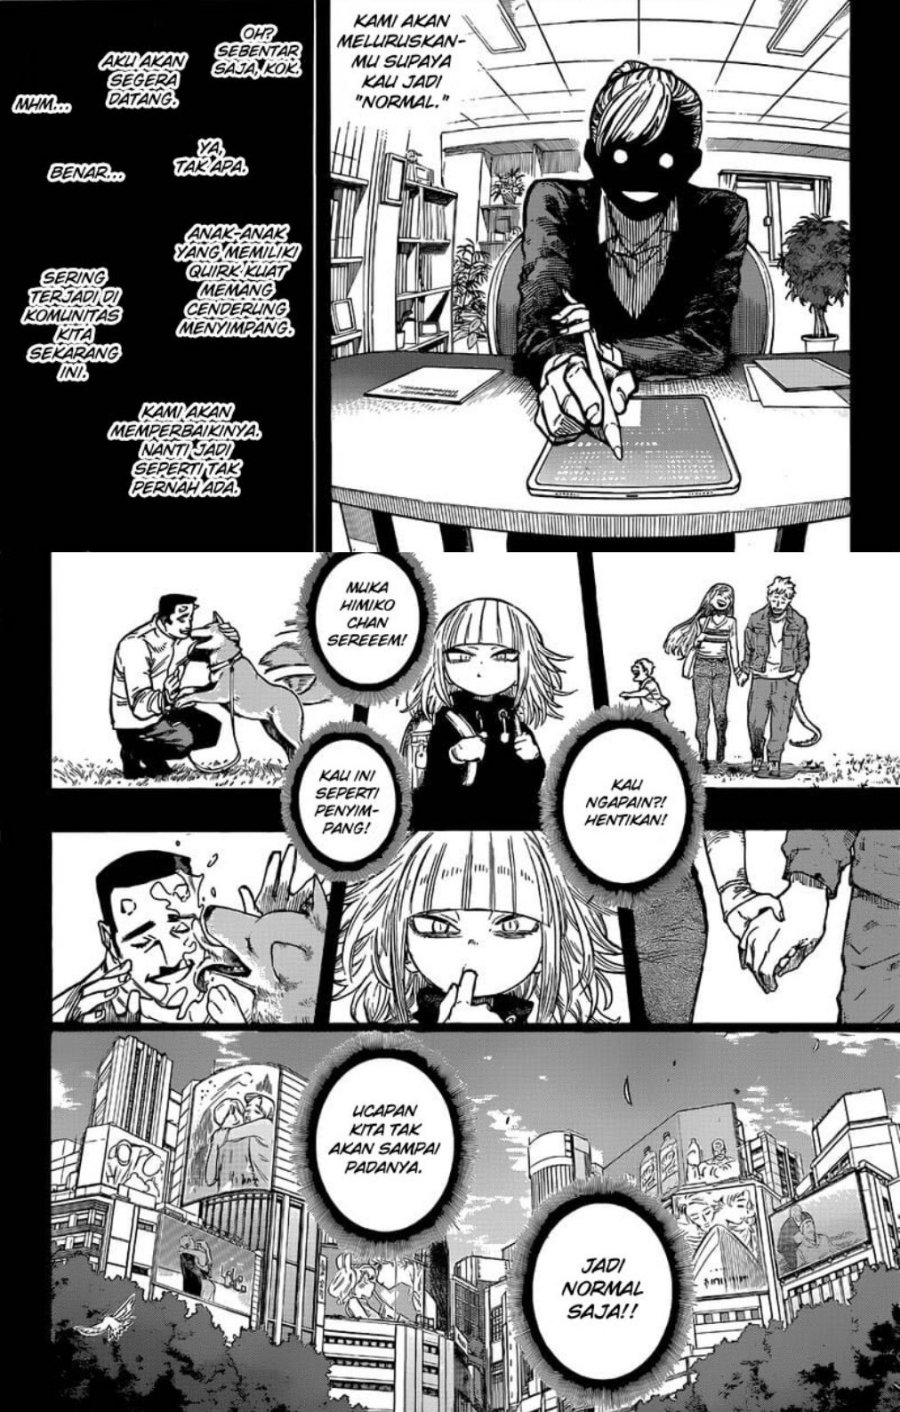 KAMI AKAN
MELURUSKAN-
MU SUPAYA
KAU JADI
"NORMAL."
OH?
SEBENTAR
SAJA, KOK.
AKU AKAN
SEGERA
DATANG.
MHM...
YA,
TAK APA.
BENAR...
ANAK-ANAK
YANG MEMILIKI
QUIRK KUAT
MEMANG
CENDERUNG
MENYIMPANG.
SERING
TERJADI DI
KOMUNITAS
KITA
SEKARANG
INI.
KAMI AKAN
MEMPERBAIKINYA.
NANTI JADI
SEPERTI TAK
PERNAH ADA.
MUKA
HIMIKO
CHAN
SEREEEM!
KAU INI
SEPERTI
PENYIM-
PANG!
KAU
NGAPAIN?!
HENTIKAN!
UCAPAN
KITA TAK
AKAN SAMPAI
PADANYA.
JADI
NORMAL
SAJA!!